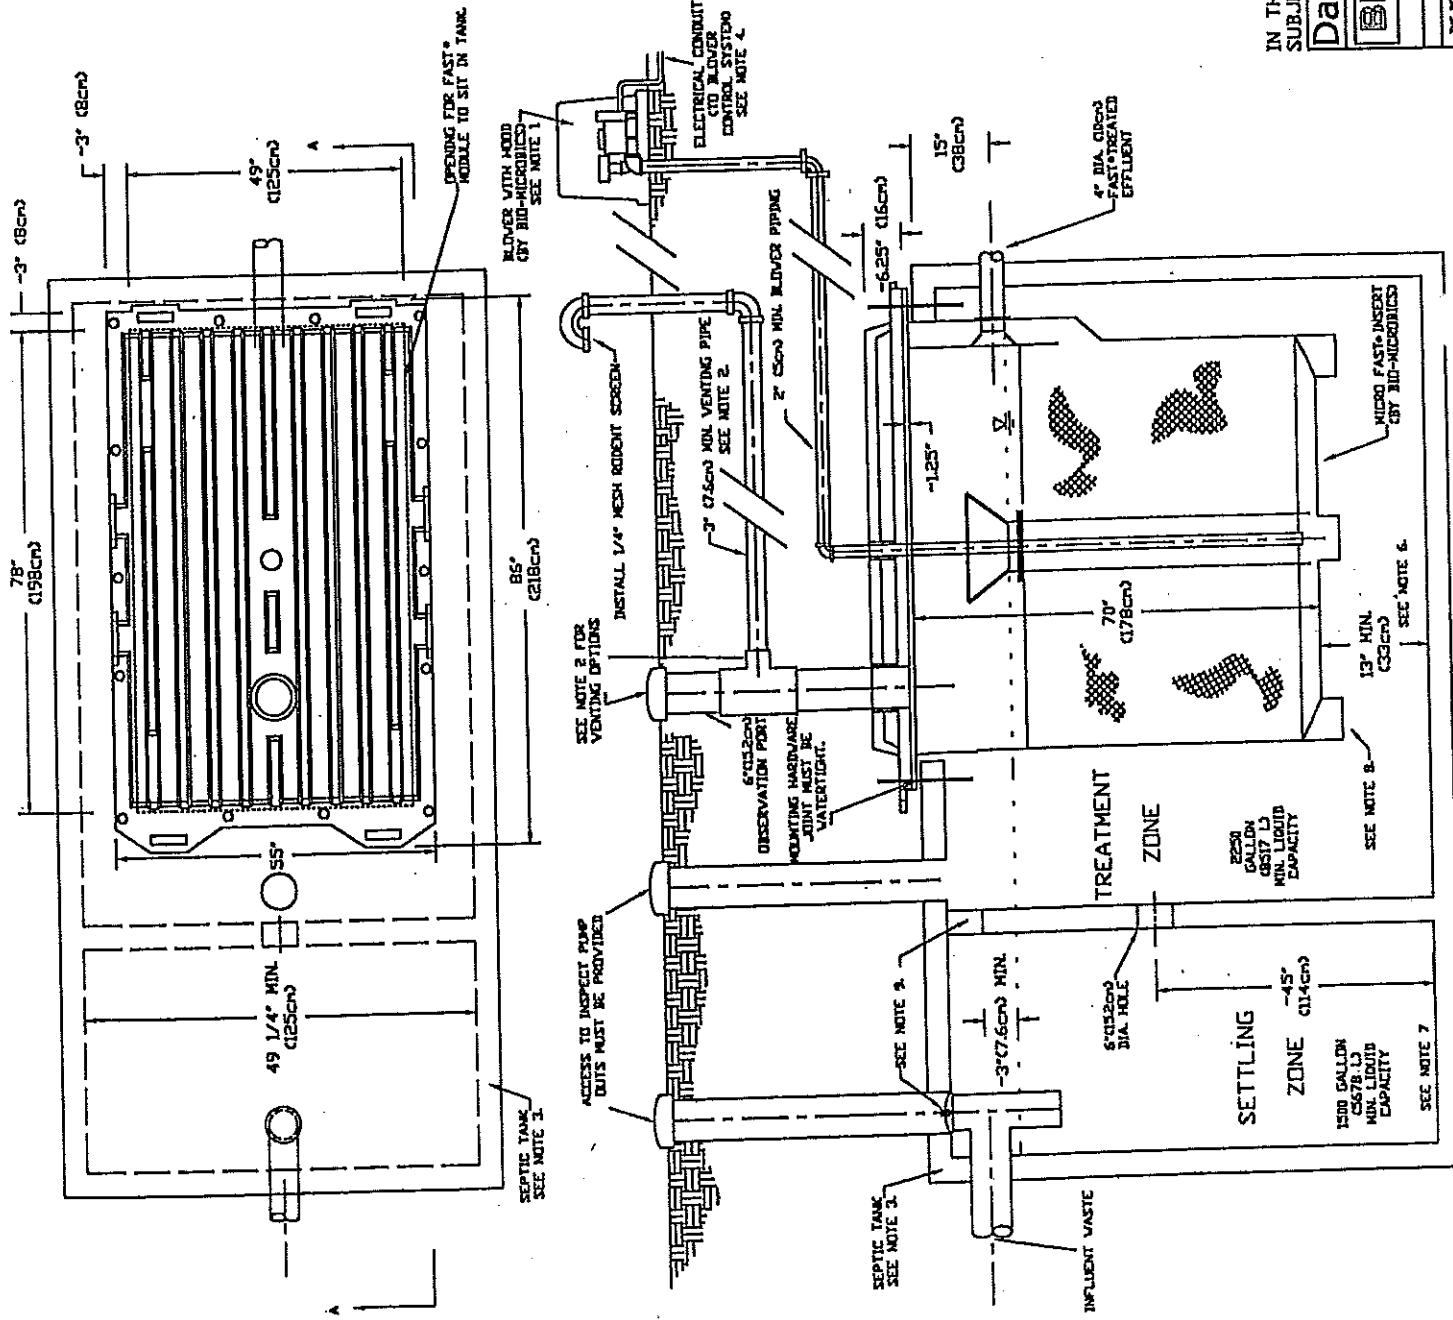 78"
(198cm)
~3" (8cm)
~3" (8cm)
49"
(125cm)
A
OPENING FOR FAST®
MODULE TO SIT IN TANK
55"
86"
(218cm)
49 1/4" MIN.
(125cm)
SEPTIC TANK
SEE NOTE 3.
A
BLOWER WITH HOOD
(BY BIO-MICROBICS)
SEE NOTE 1
ELECTRICAL CONDUIT
(TO BLOWER
CONTROL SYSTEM)
SEE NOTE 4.
INSTALL 1/4" MESH RODENT SCREEN
SEE NOTE 2 FOR
VENTING OPTIONS
3" (7.6cm) MIN. VENTING PIPE
SEE NOTE 2.
2" (5cm) MIN. BLOWER PIPING
ACCESS TO INSPECT PUMP
OUTS MUST BE PROVIDED
6"(15.2cm)
OBSERVATION PORT
MOUNTING HARDWARE
JOINT MUST BE
WATERTIGHT.
~6.25" (16cm)
15"
(38cm)
4" DIA. (10cm)
FAST® TREATED
EFFLUENT
~1.25"
SEE NOTE 9.
~3"(7.6cm) MIN.
SEPTIC TANK
SEE NOTE 3.
INFLUENT WASTE
6"(15.2cm)
DIA. HOLE
~45"
(114cm)
SETTLING
ZONE
1500 GALLON
(5678 L)
MIN. LIQUID
CAPACITY
SEE NOTE 7
TREATMENT
ZONE
2250
GALLON
(8517 L)
MIN. LIQUID
CAPACITY
SEE NOTE 8
70"
(178cm)
13" MIN.
(33cm)
SEE NOTE 6.
MICRO FAST® INSERT
(BY BIO-MICROBICS)
IN TH
SUBJE
Da
BI